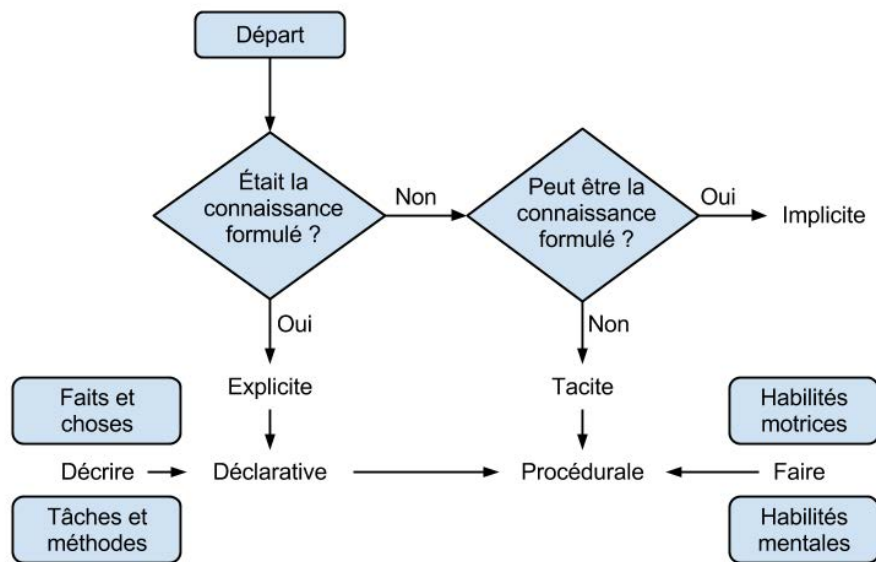 Départ
Était la
connaissance
formulé ?
Non
Peut être la
connaissance
formulé ?
Oui
Implicite
Oui
Non
Faits et
choses
Explicite
Tacite
Habilités
motrices
Décrire
Déclarative
Procédurale
Faire
Tâches et
méthodes
Habilités
mentales